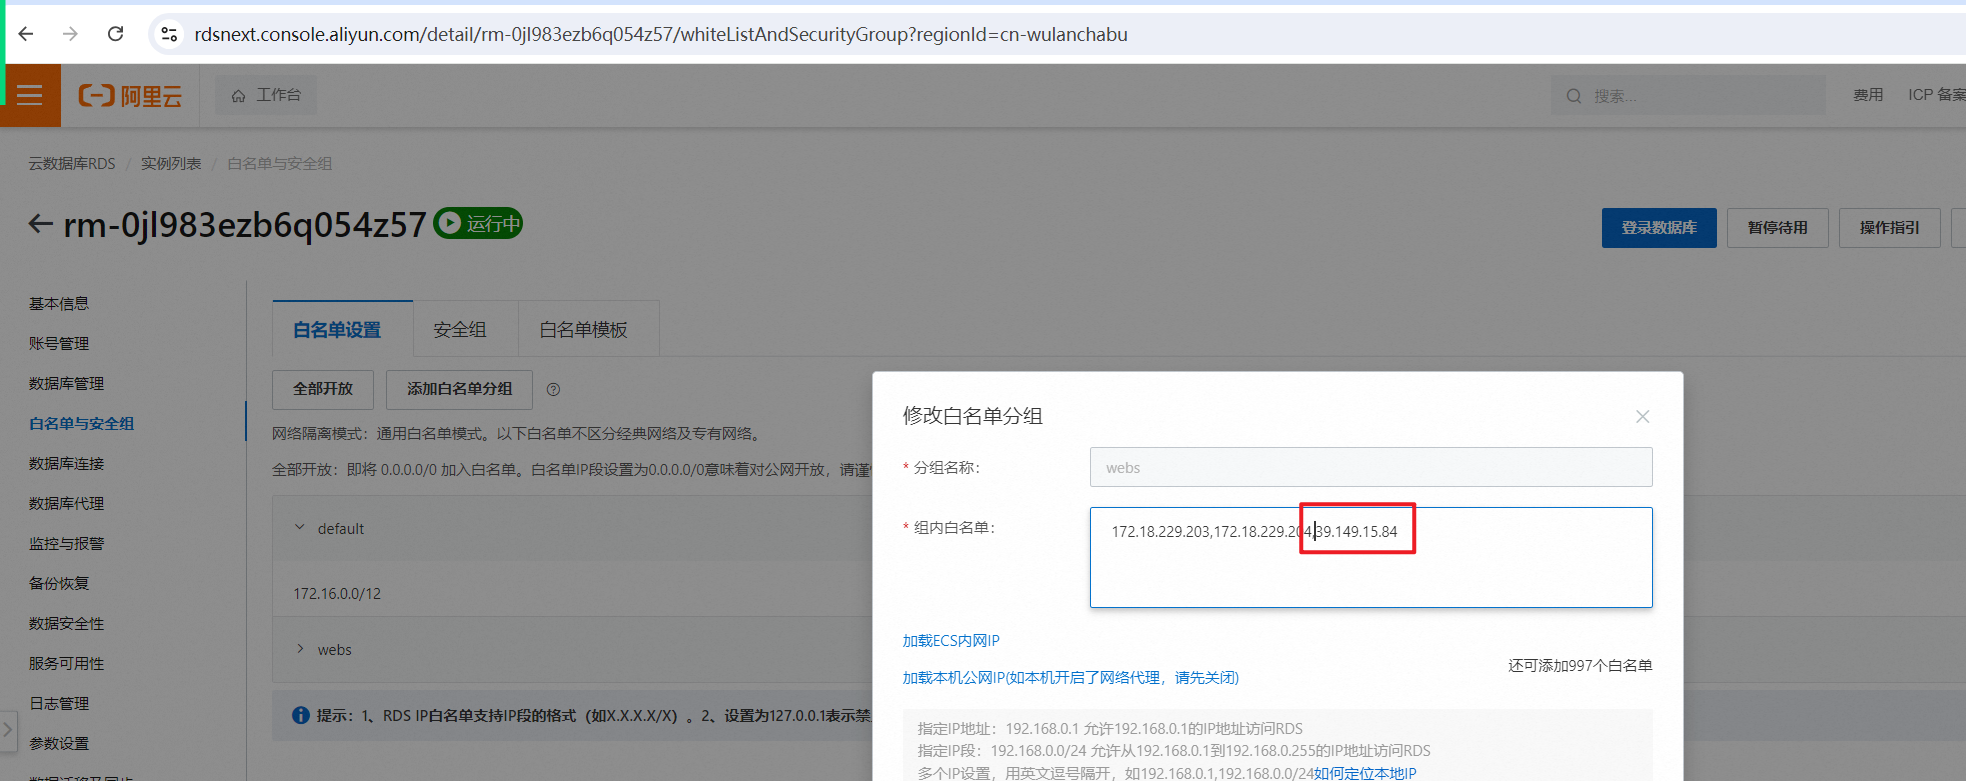 rdsnext.console.aliyun.com/detail/rm-0jl983ezb6q054z57/whiteListAndSecurityGroup?regionId=cn-wulanchabu
阿里云
工作台
搜索...
费用
ICP 备案
云数据库RDS / 实例列表 / 白名单与安全组
rm-0jl983ezb6q054z57 运行中
登录数据库
暂停待用
操作指引
基本信息
账号管理
数据库管理
白名单与安全组
数据库连接
数据库代理
监控与报警
备份恢复
数据安全性
服务可用性
日志管理
参数设置
白名单设置
安全组
白名单模板
全部开放
添加白名单分组
网络隔离模式：通用白名单模式。以下白名单不区分经典网络及专有网络。
全部开放：即将 0.0.0.0/0 加入白名单。白名单IP段设置为0.0.0.0/0意味着对公网开放，请谨
default
172.16.0.0/12
webs
提示：1、RDS IP白名单支持IP段的格式（如X.X.X.X/X）。2、设置为127.0.0.1表示禁
修改白名单分组
* 分组名称：
webs
* 组内白名单：
172.18.229.203,172.18.229.204,39.149.15.84
加载ECS内网IP
还可添加997个白名单
加载本机公网IP(如本机开启了网络代理，请先关闭)
指定IP地址：192.168.0.1 允许192.168.0.1的IP地址访问RDS
指定IP段：192.168.0.0/24 允许从192.168.0.1到192.168.0.255的IP地址访问RDS
多个IP设置，用英文逗号隔开，如192.168.0.1,192.168.0.0/24如何定位本地IP